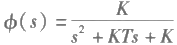 ϕ(s) = K / (s² + KTs + K)